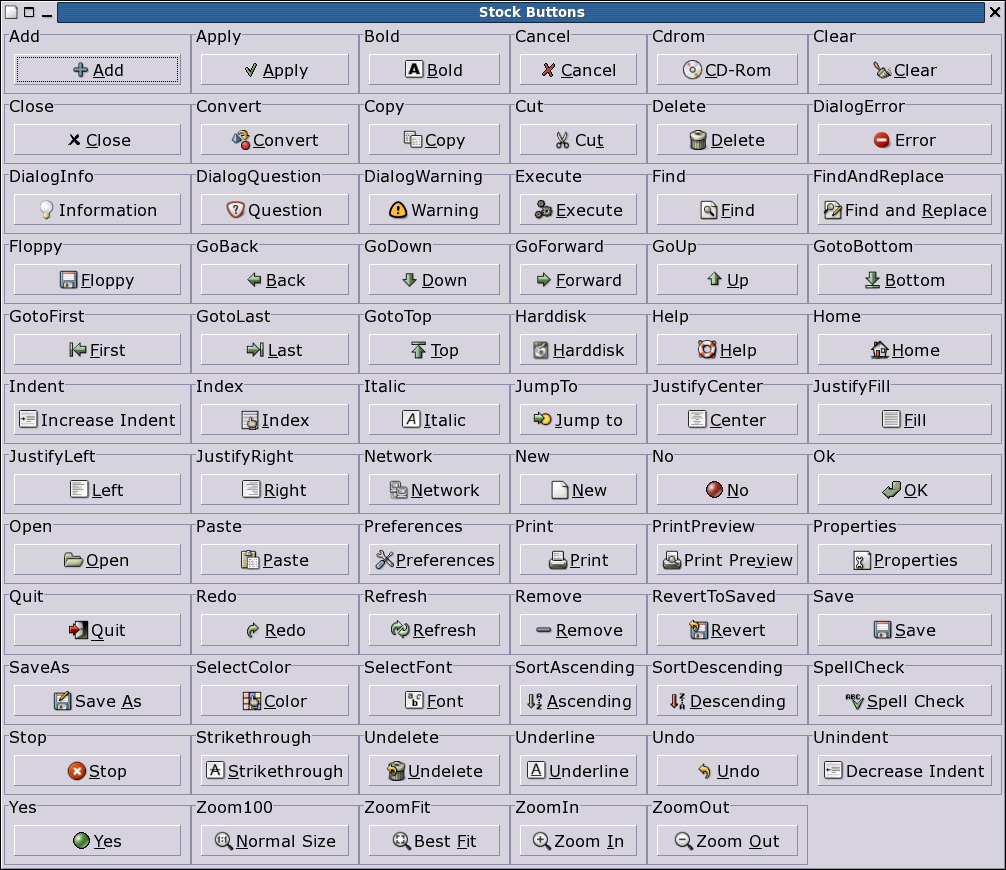 Stock Buttons
Add Apply Bold Cancel Cdrom Clear
Add Apply Bold Cancel CD-Rom Clear
Close Convert Copy Cut Delete DialogError
Close Convert Copy Cut Delete Error
DialogInfo DialogQuestion DialogWarning Execute Find FindAndReplace
Information Question Warning Execute Find Find and Replace
Floppy GoBack GoDown GoForward GoUp GotoBottom
Floppy Back Down Forward Up Bottom
GotoFirst GotoLast GotoTop Harddisk Help Home
First Last Top Harddisk Help Home
Indent Index Italic JumpTo JustifyCenter JustifyFill
Increase Indent Index Italic Jump to Center Fill
JustifyLeft JustifyRight Network New No Ok
Left Right Network New No OK
Open Paste Preferences Print PrintPreview Properties
Open Paste Preferences Print Print Preview Properties
Quit Redo Refresh Remove RevertToSaved Save
Quit Redo Refresh Remove Revert Save
SaveAs SelectColor SelectFont SortAscending SortDescending SpellCheck
Save As Color Font Ascending Descending Spell Check
Stop Strikethrough Undelete Underline Undo Unindent
Stop Strikethrough Undelete Underline Undo Decrease Indent
Yes Zoom100 ZoomFit ZoomIn ZoomOut
Yes Normal Size Best Fit Zoom In Zoom Out